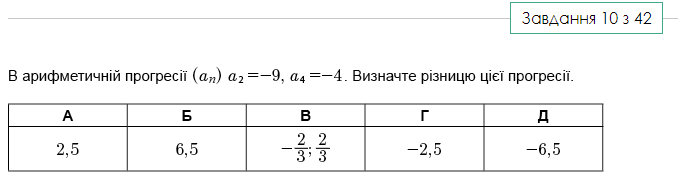 Завдання 10 з 42
В арифметичній прогресії (aₙ) a₂=−9, a₄=−4. Визначте різницю цієї прогресії.
А Б В Г Д
2,5 6,5 −2/3; 2/3 −2,5 −6,5